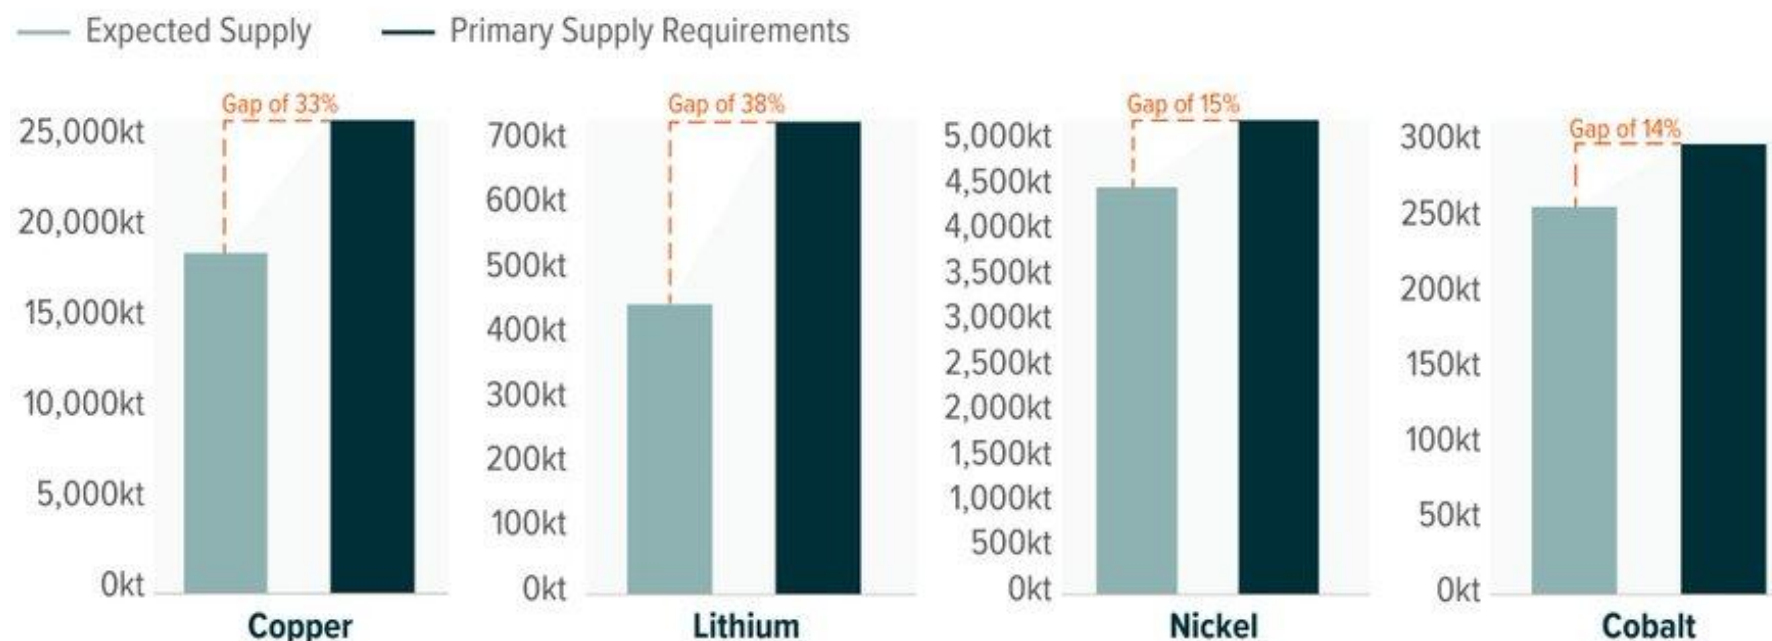 Expected Supply
Primary Supply Requirements
Gap of 33%
25,000kt
20,000kt
15,000kt
10,000kt
5,000kt
0kt
Copper
Gap of 38%
700kt
600kt
500kt
400kt
300kt
200kt
100kt
0kt
Lithium
Gap of 15%
5,000kt
4,500kt
4,000kt
3,500kt
3,000kt
2,500kt
2,000kt
1,500kt
1,000kt
500kt
0kt
Nickel
Gap of 14%
300kt
250kt
200kt
150kt
100kt
50kt
0kt
Cobalt